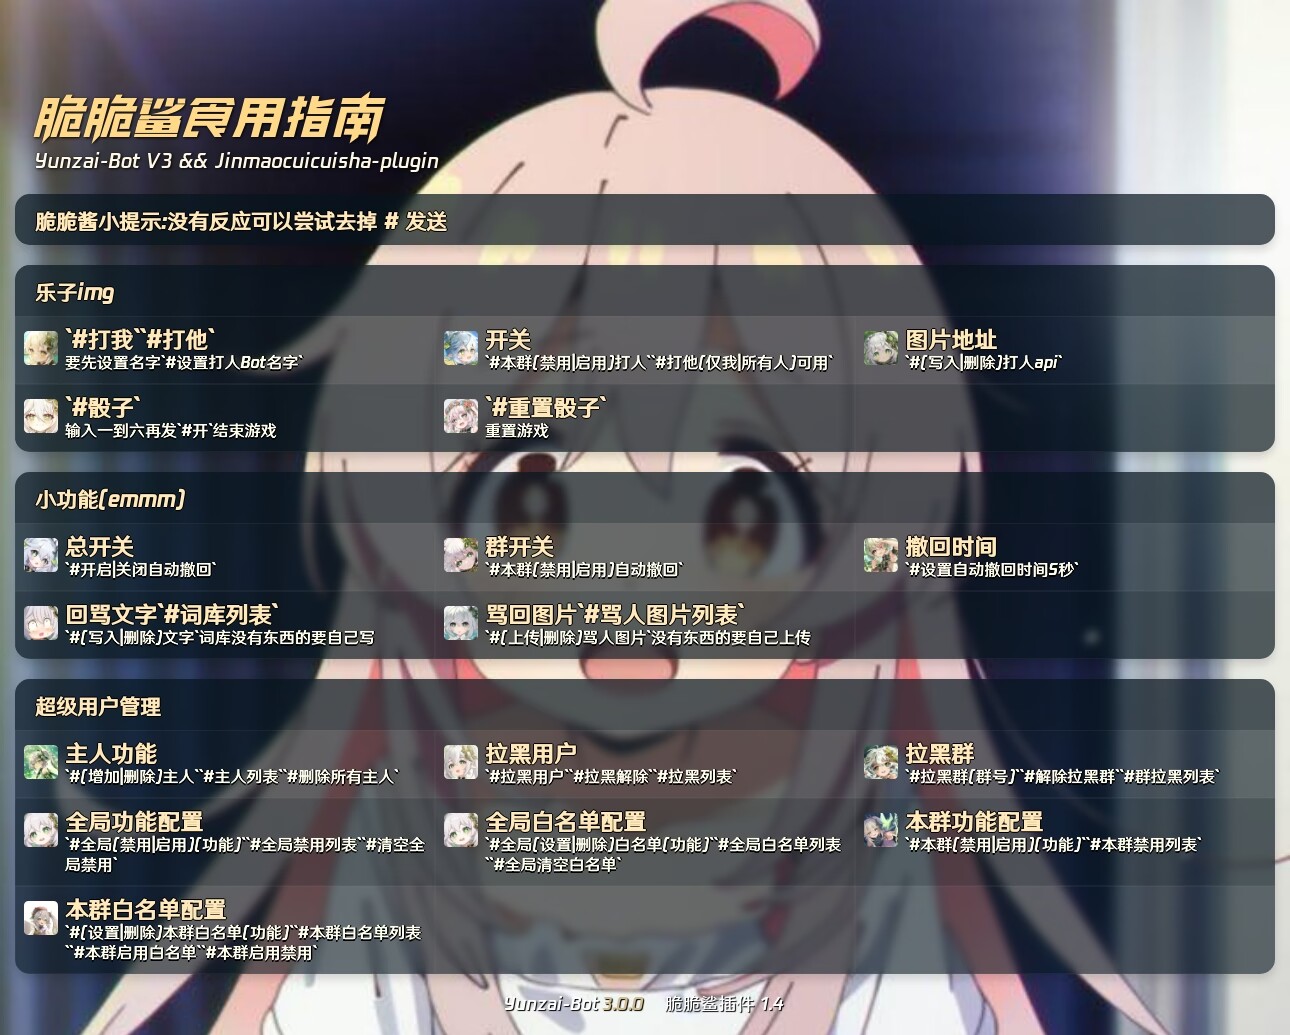 脆脆鲨食用指南
Yunzai-Bot V3 && Jinmaocuicuisha-plugin
脆脆酱小提示:没有反应可以尝试去掉 # 发送
乐子img
`#打我``#打他`
要先设置名字`#设置打人Bot名字`
开关
`#本群(禁用|启用)打人``#打他(仅我|所有人)可用`
图片地址
`#(写入|删除)打人api`
`#骰子`
输入一到六再发`#开`结束游戏
`#重置骰子`
重置游戏
小功能(emmm)
总开关
`#开启|关闭自动撤回`
群开关
`#本群(禁用|启用)自动撤回`
撤回时间
`#设置自动撤回时间5秒`
回骂文字`#词库列表`
`#(写入|删除)文字`词库没有东西的要自己写
骂回图片`#骂人图片列表`
`#(上传|删除)骂人图片`没有东西的要自己上传
超级用户管理
主人功能
`#(增加|删除)主人``#主人列表``#删除所有主人`
拉黑用户
`#拉黑用户``#拉黑解除``#拉黑列表`
拉黑群
`#拉黑群(群号)``#解除拉黑群``#群拉黑列表`
全局功能配置
`#全局(禁用|启用)(功能)``#全局禁用列表``#清空全
局禁用`
全局白名单配置
`#全局(设置|删除)白名单(功能)``#全局白名单列表
``#全局清空白名单`
本群功能配置
`#本群(禁用|启用)(功能)``#本群禁用列表`
本群白名单配置
`#(设置|删除)本群白名单(功能)``#本群白名单列表
``#本群启用白名单``#本群启用禁用`
Yunzai-Bot 3.0.0 脆脆鲨插件 1.4